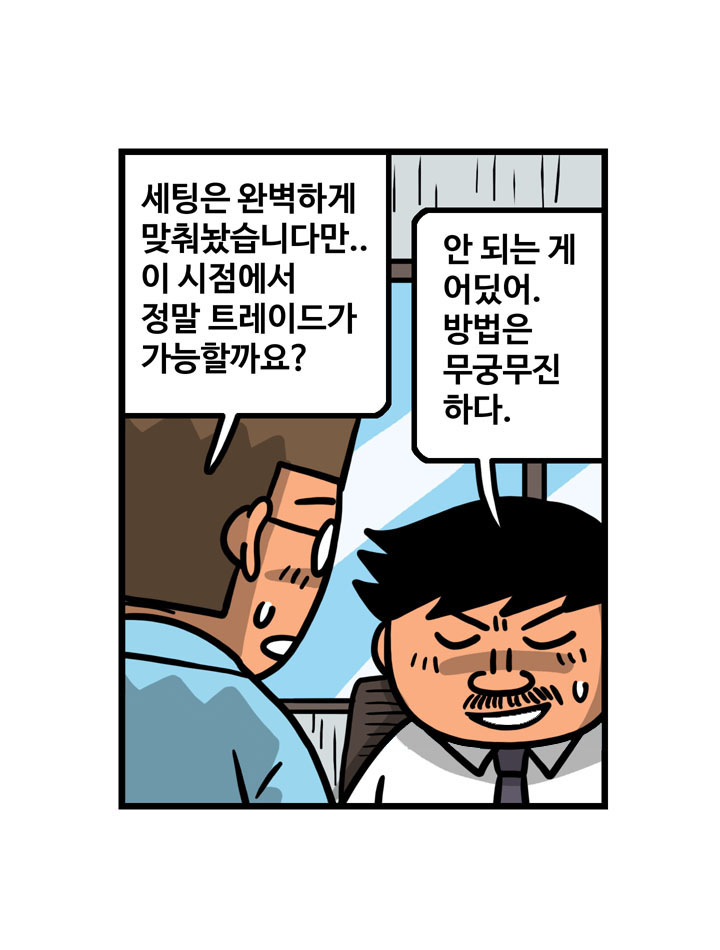 세팅은 완벽하게
맞춰놨습니다만..
이 시점에서
정말 트레이드가
가능할까요?
안 되는 게
어딨어.
방법은
무궁무진
하다.